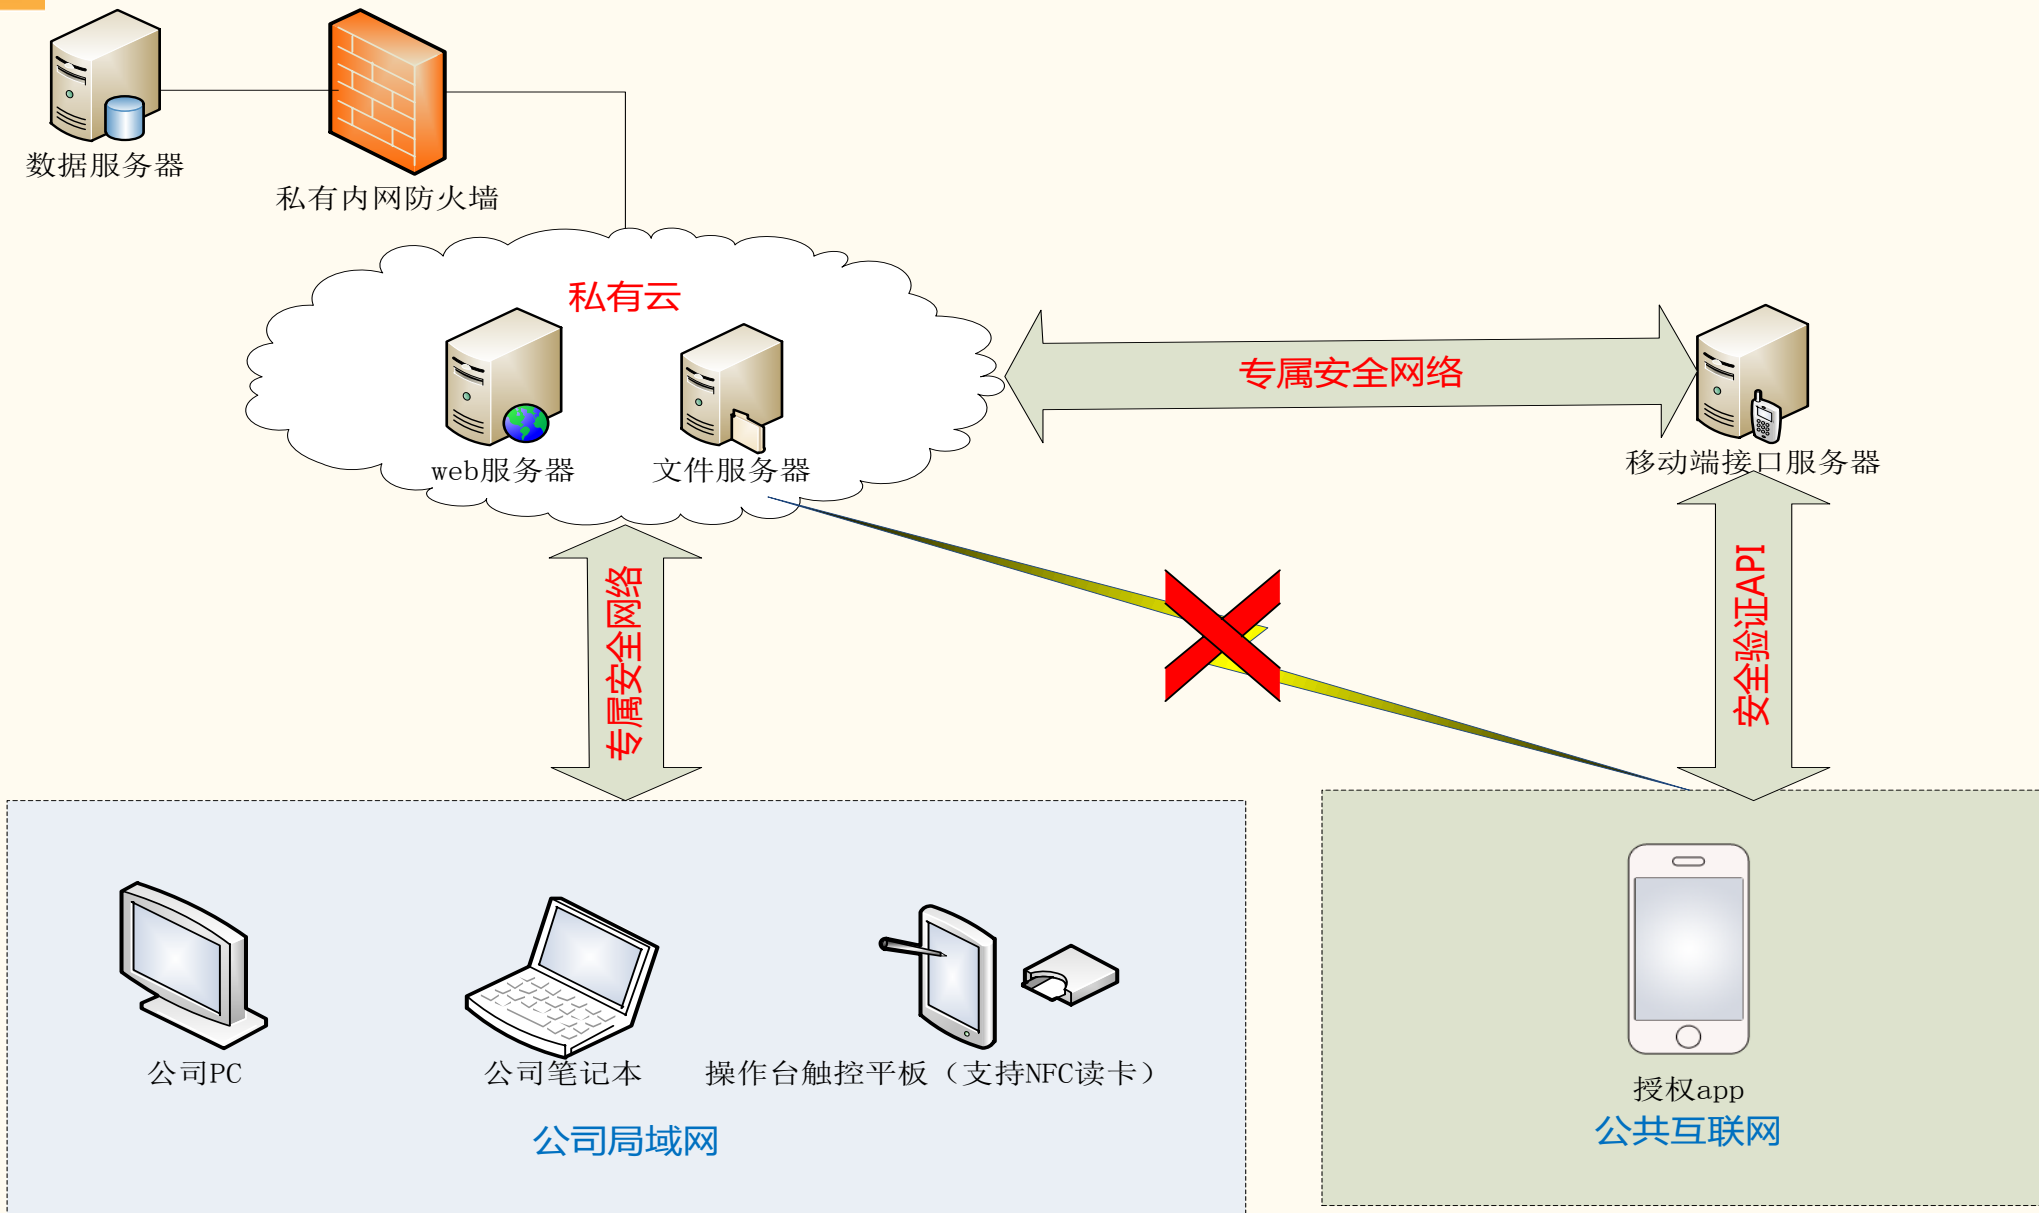 数据服务器
私有内网防火墙
私有云
web服务器
文件服务器
专属安全网络
移动端接口服务器
专属安全网络
安全验证API
公司PC
公司笔记本
操作台触控平板（支持NFC读卡）
公司局域网
授权app
公共互联网